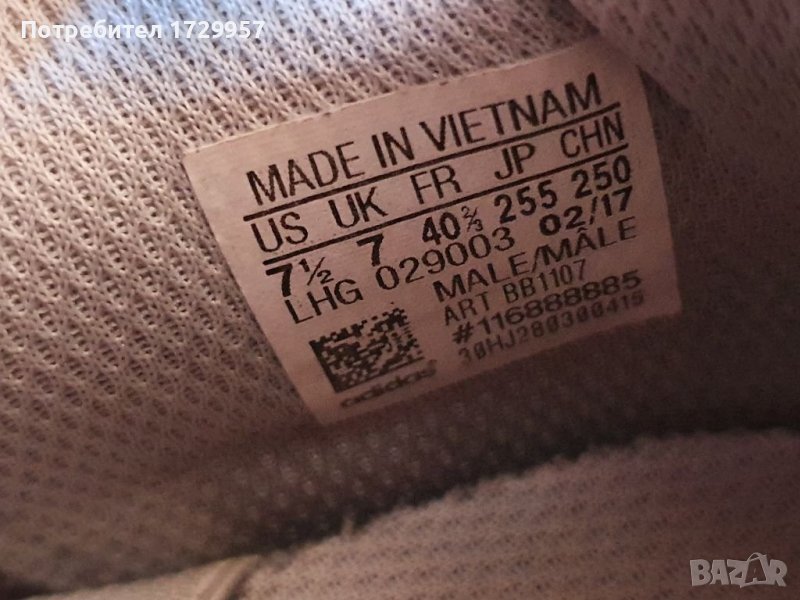 Потребител 1729957
MADE IN VIETNAM
US UK FR JP CHN
7½ 7 40⅔ 255 250
LHG 029003 02/17
MALE/MÂLE
ART BB1107
#116888885
30HJ280300415
adidas
BAZAR